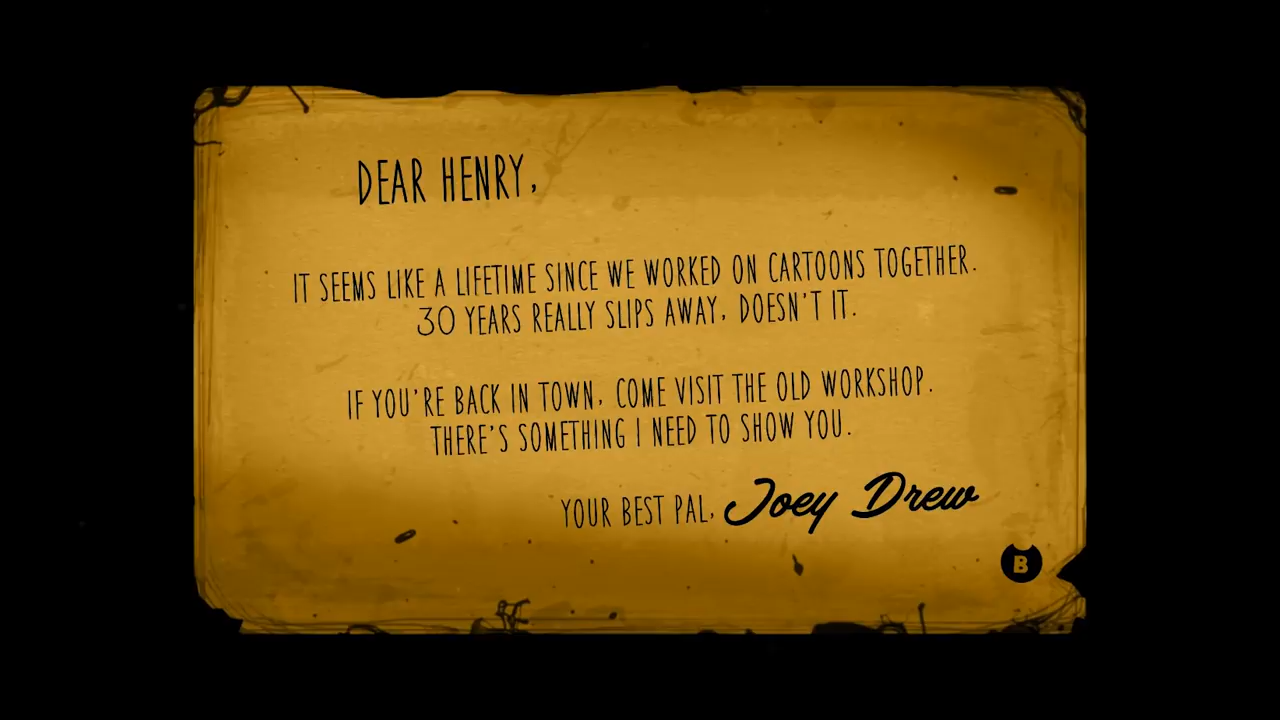 DEAR HENRY,
IT SEEMS LIKE A LIFETIME SINCE WE WORKED ON CARTOONS TOGETHER.
30 YEARS REALLY SLIPS AWAY, DOESN'T IT.
IF YOU'RE BACK IN TOWN, COME VISIT THE OLD WORKSHOP.
THERE'S SOMETHING I NEED TO SHOW YOU.
YOUR BEST PAL, Joey Drew
B